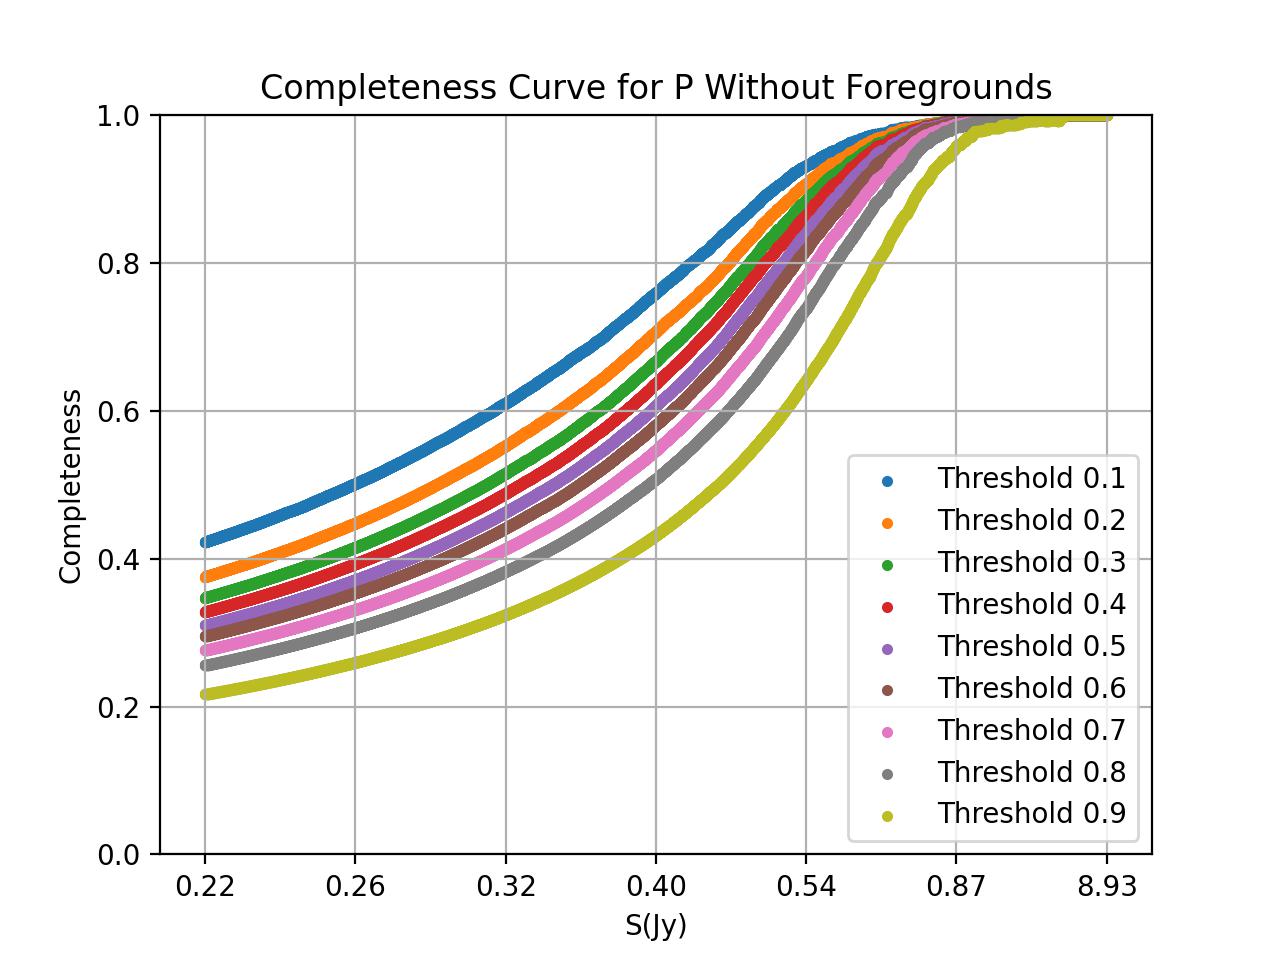 Completeness Curve for P Without Foregrounds
1.0
0.8
0.6
0.4
0.2
0.0
Completeness
Threshold 0.1
Threshold 0.2
Threshold 0.3
Threshold 0.4
Threshold 0.5
Threshold 0.6
Threshold 0.7
Threshold 0.8
Threshold 0.9
0.22 0.26 0.32 0.40 0.54 0.87 8.93
S(Jy)